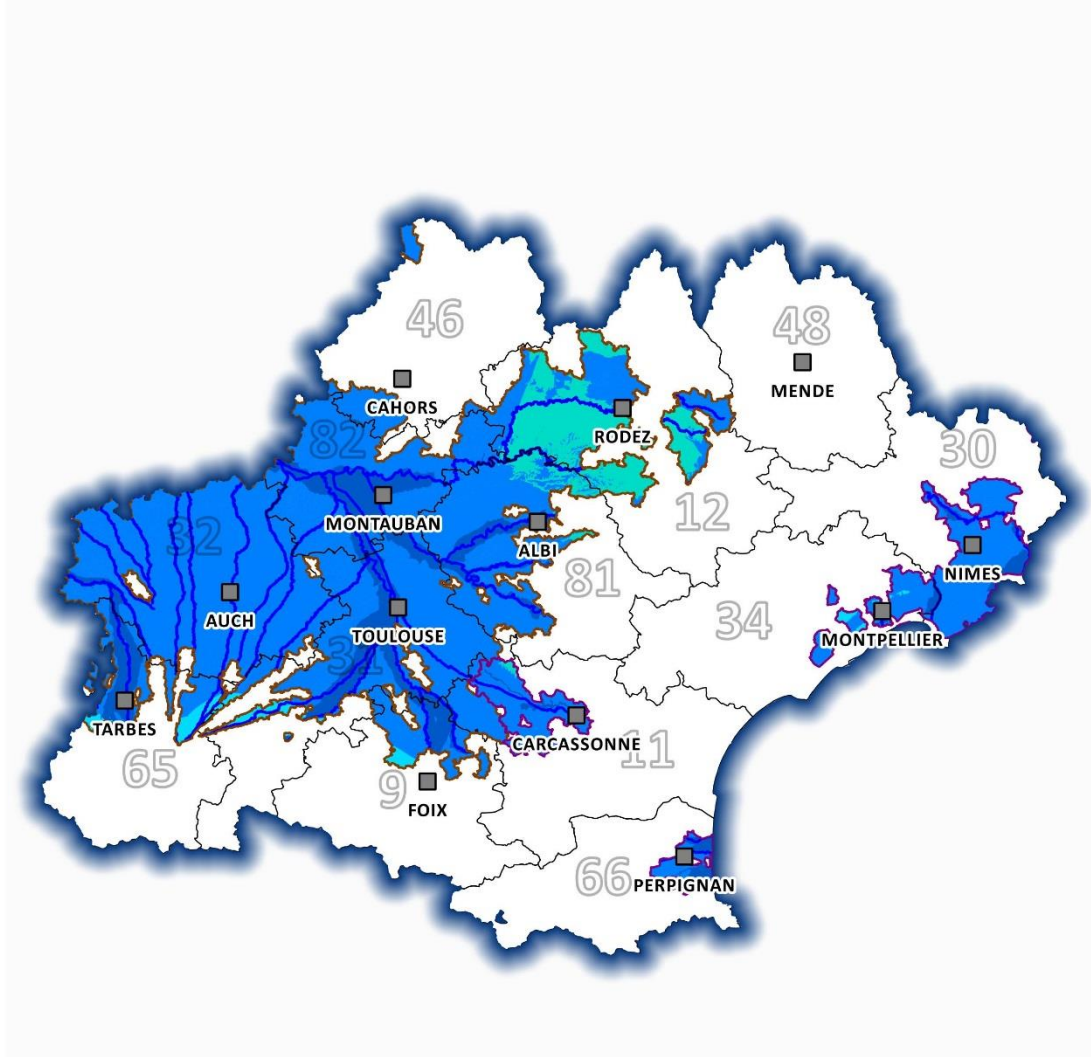 46
48
CAHORS
MENDE
RODEZ
82
30
12
MONTAUBAN
32
ALBI
NIMES
81
AUCH
34
TOULOUSE
MONTPELLIER
31
TARBES
CARCASSONNE
65
11
9
FOIX
66
PERPIGNAN